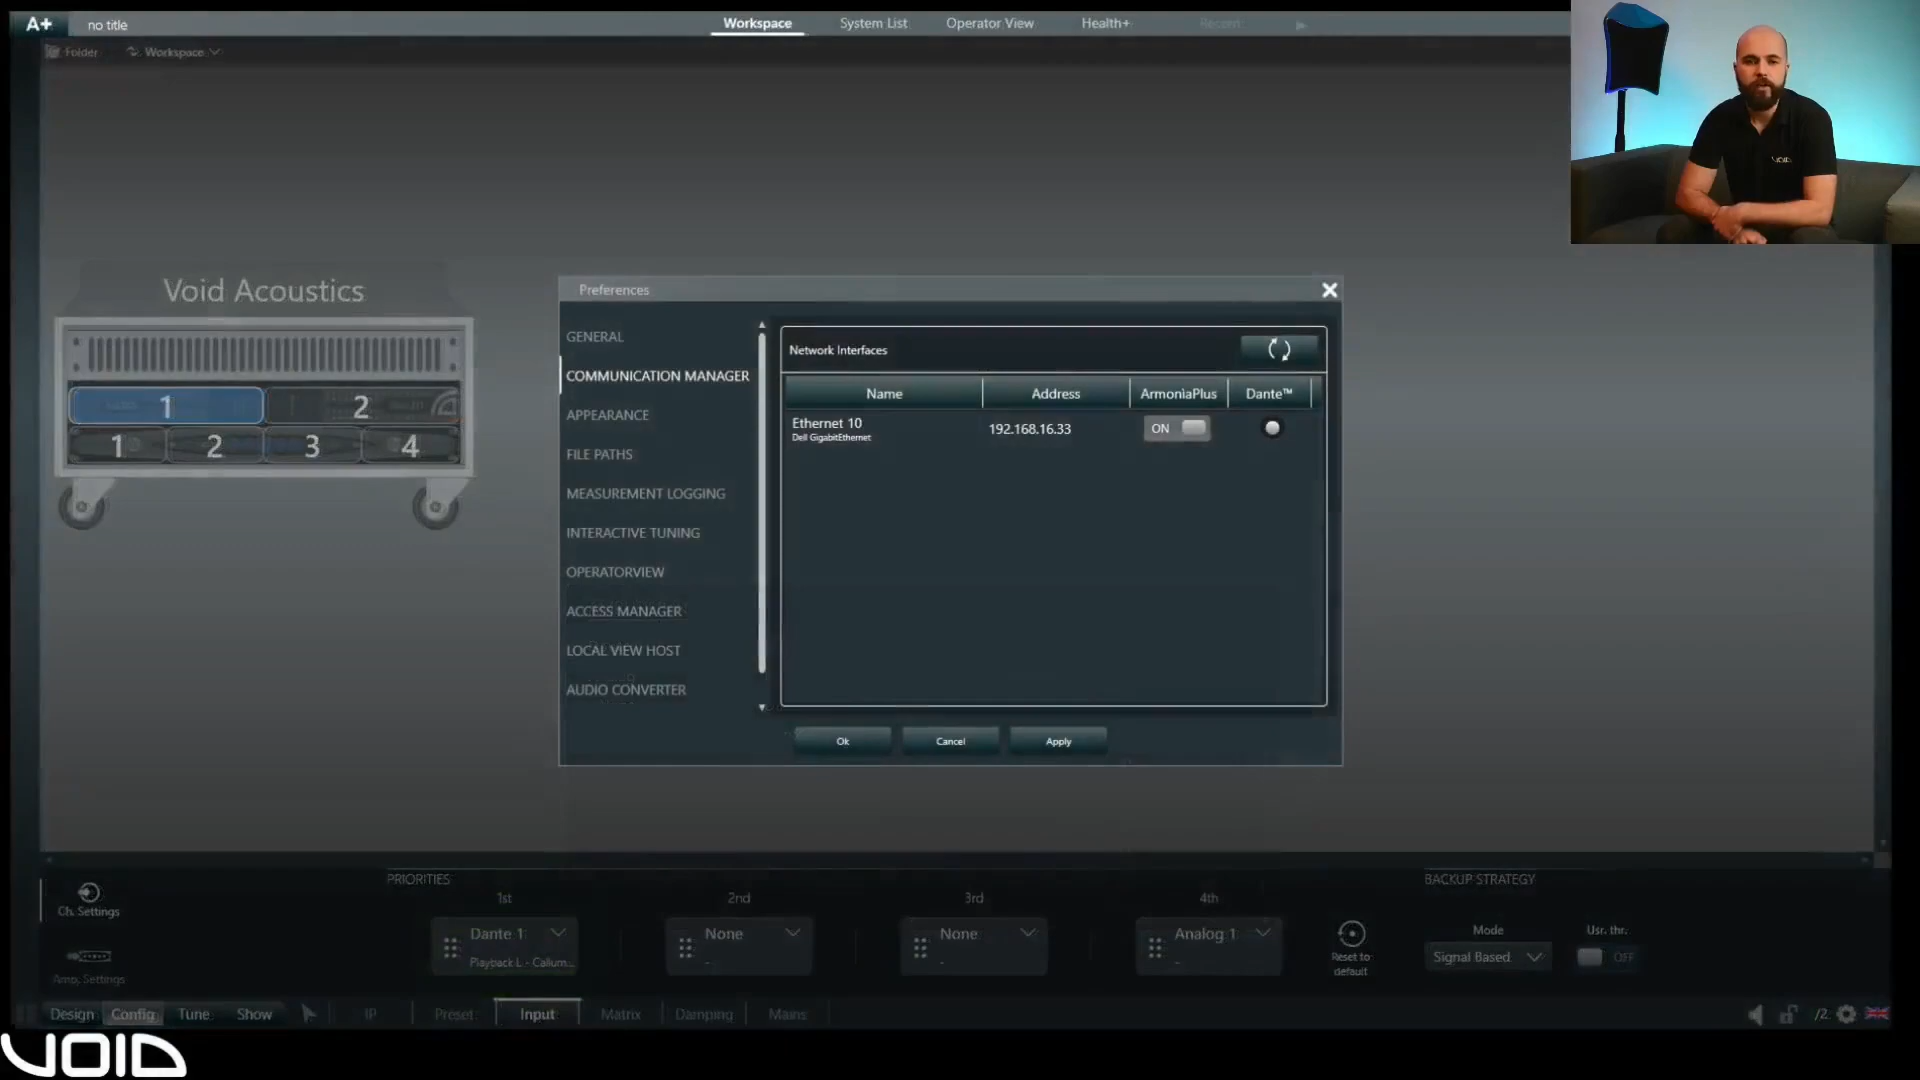 A+
no title
Workspace
System List
Operator View
Health+
Recent
Folder
Workspace
Void Acoustics
1
2
1
2
3
4
Preferences
GENERAL
COMMUNICATION MANAGER
APPEARANCE
FILE PATHS
MEASUREMENT LOGGING
INTERACTIVE TUNING
OPERATORVIEW
ACCESS MANAGER
LOCAL VIEW HOST
AUDIO CONVERTER
Network Interfaces
Name Address ArmoniaPlus Dante™
Ethernet 10
Dell GigabitEthernet
192.168.16.33
ON
Ok
Cancel
Apply
VOID
Ch. Settings
Amp. Settings
PRIORITIES
1st
2nd
3rd
4th
Dante 1
Playback L - Callum...
None
-
None
-
Analog 1
-
Reset to
default
BACKUP STRATEGY
Mode
Usr. thr.
Signal Based
OFF
Design
Config
Tune
Show
IP
Preset
Input
Matrix
Damping
Mains
/2
VOID